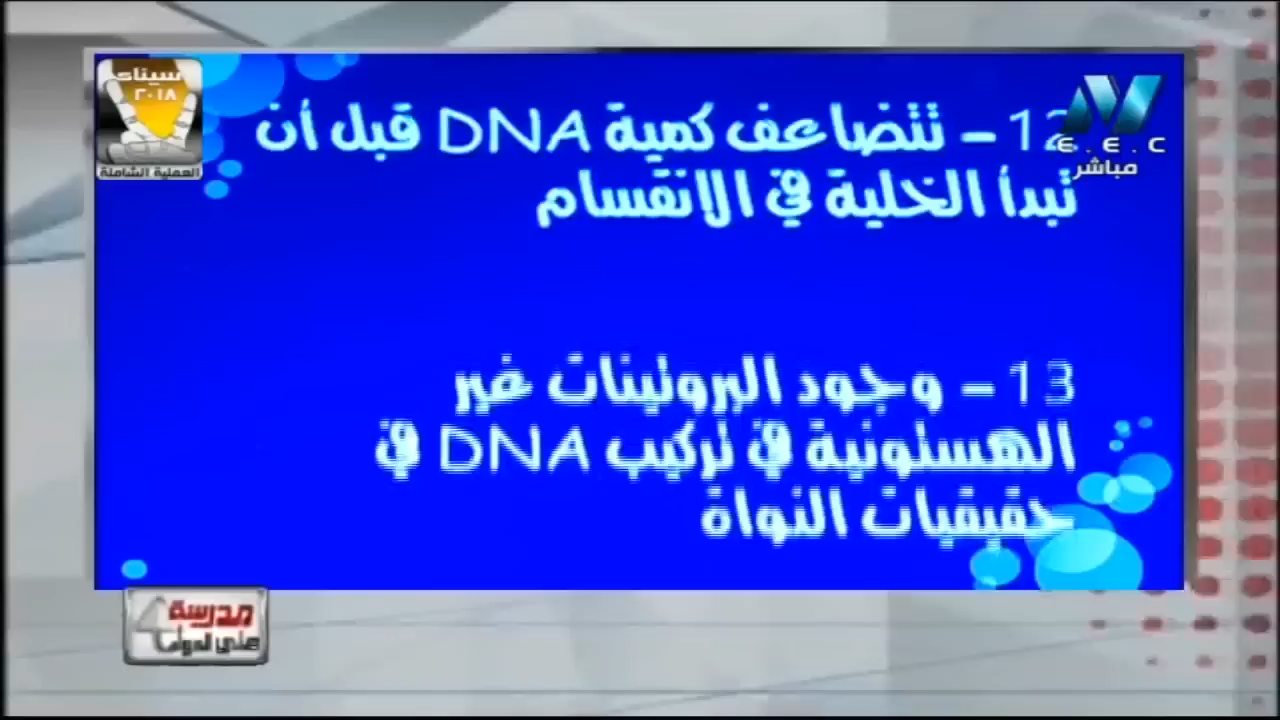 سيناء
٢٠١٨
العملية الشاملة
E.E.C
مباشر
12 – تتضاعف كمية DNA قبل أن
تبدأ الخلية في الانقسام
13 – وجود البروتينات غير
الهستونية في تركيب DNA في
حقيقيات النواة
مدرسة
على الهواء